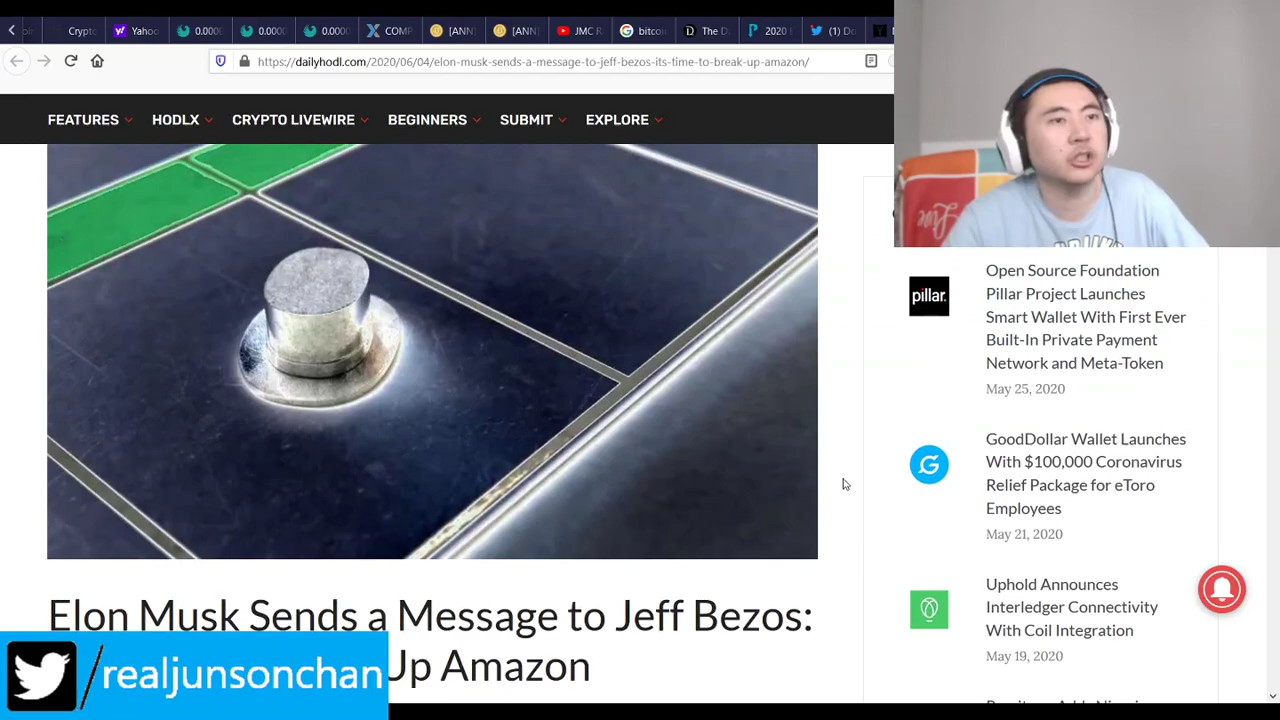 Crypto
Yahoo
0.0000
0.0000
0.0000
COMP
[ANN]
[ANN]
JMC R
bitcoi
The D
2020
(1) Do
https://dailyhodl.com/2020/06/04/elon-musk-sends-a-message-to-jeff-bezos-its-time-to-break-up-amazon/
FEATURES
HODLX
CRYPTO LIVEWIRE
BEGINNERS
SUBMIT
EXPLORE
Elon Musk Sends a Message to Jeff Bezos:
Up Amazon
/realjunsonchan
pillar.
Open Source Foundation
Pillar Project Launches
Smart Wallet With First Ever
Built-In Private Payment
Network and Meta-Token
May 25, 2020
GoodDollar Wallet Launches
With $100,000 Coronavirus
Relief Package for eToro
Employees
May 21, 2020
Uphold Announces
Interledger Connectivity
With Coil Integration
May 19, 2020